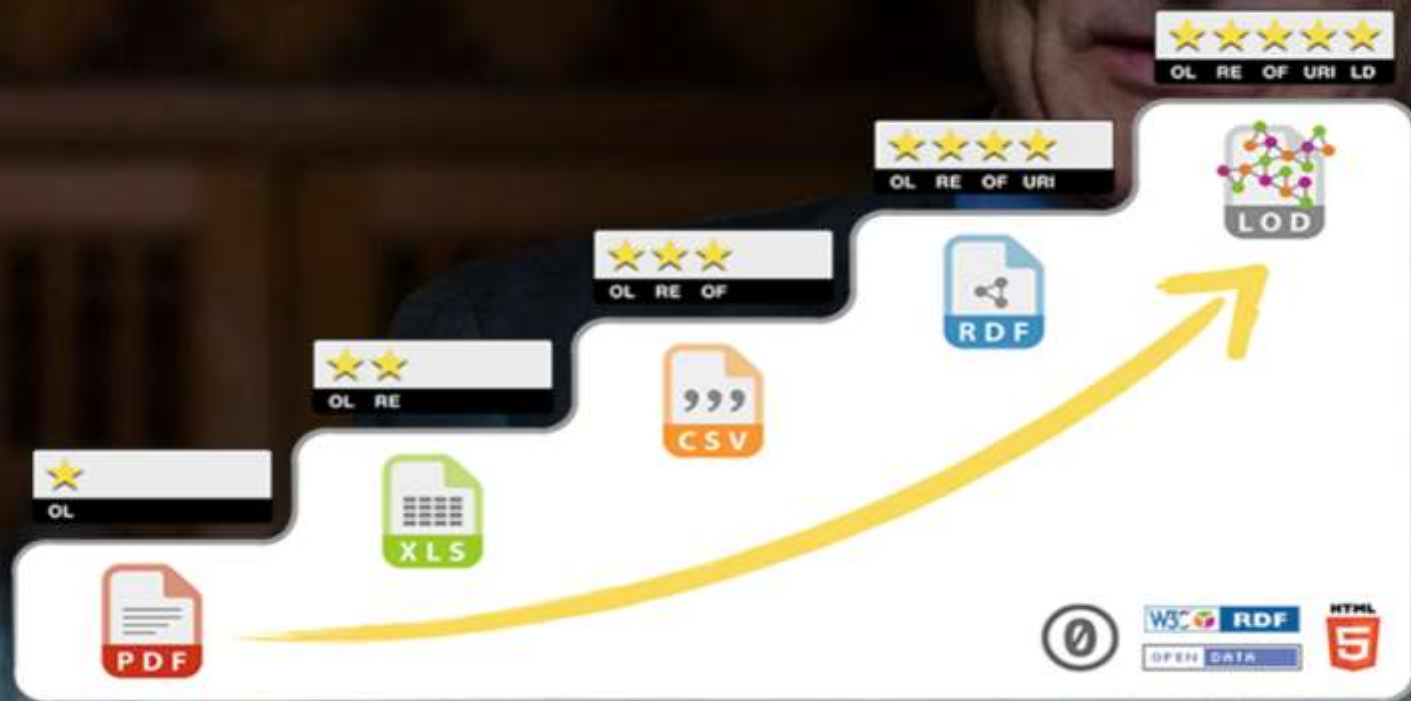 OL RE OF URI LD
OL RE OF URI
LOD
OL RE OF
RDF
OL RE
CSV
OL
XLS
PDF
0
W3C RDF
OPEN DATA
HTML
5